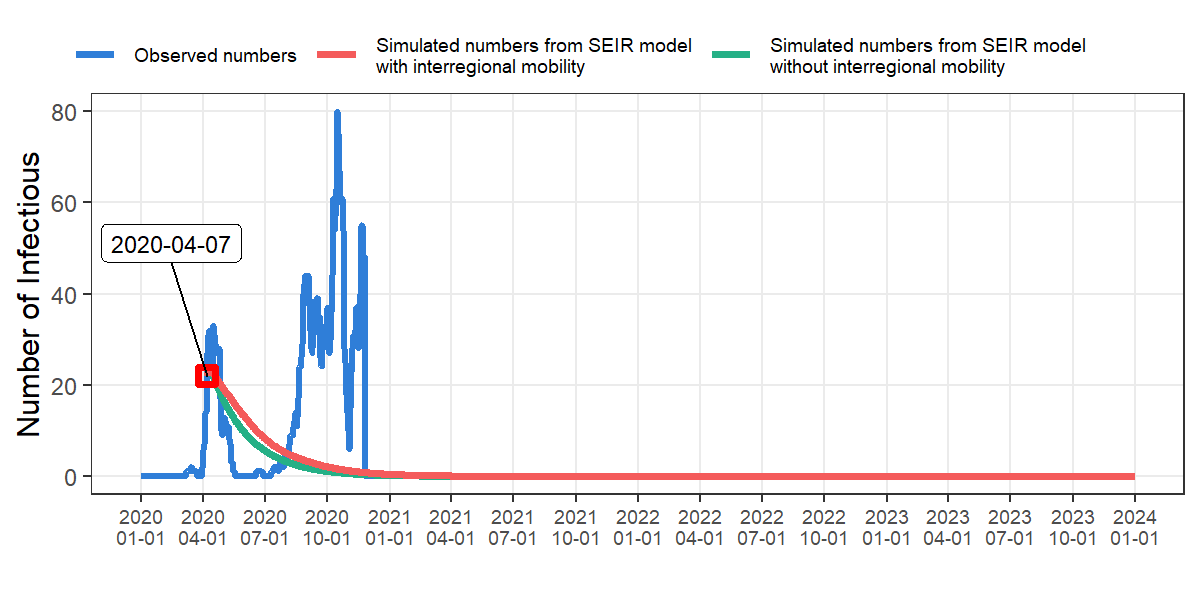 Observed numbers
Simulated numbers from SEIR model
with interregional mobility
Simulated numbers from SEIR model
without interregional mobility
Number of Infectious
80
60
40
20
0
2020-04-07
2020 2020 2020 2020 2021 2021 2021 2021 2022 2022 2022 2022 2023 2023 2023 2023 2024
01-01 04-01 07-01 10-01 01-01 04-01 07-01 10-01 01-01 04-01 07-01 10-01 01-01 04-01 07-01 10-01 01-01